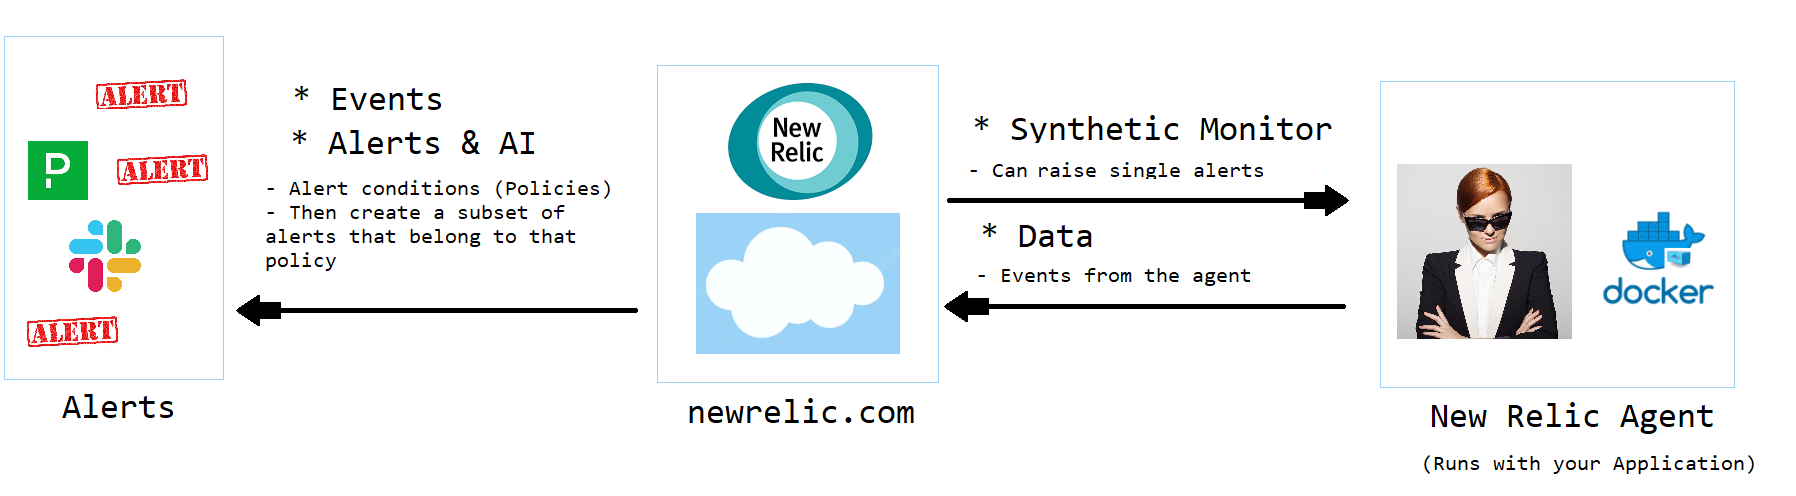 ALERT
P
ALERT
ALERT
Alerts
* Events
* Alerts & AI
- Alert conditions (Policies)
- Then create a subset of
alerts that belong to that
policy
New
Relic
newrelic.com
* Synthetic Monitor
- Can raise single alerts
* Data
- Events from the agent
docker
New Relic Agent
(Runs with your Application)